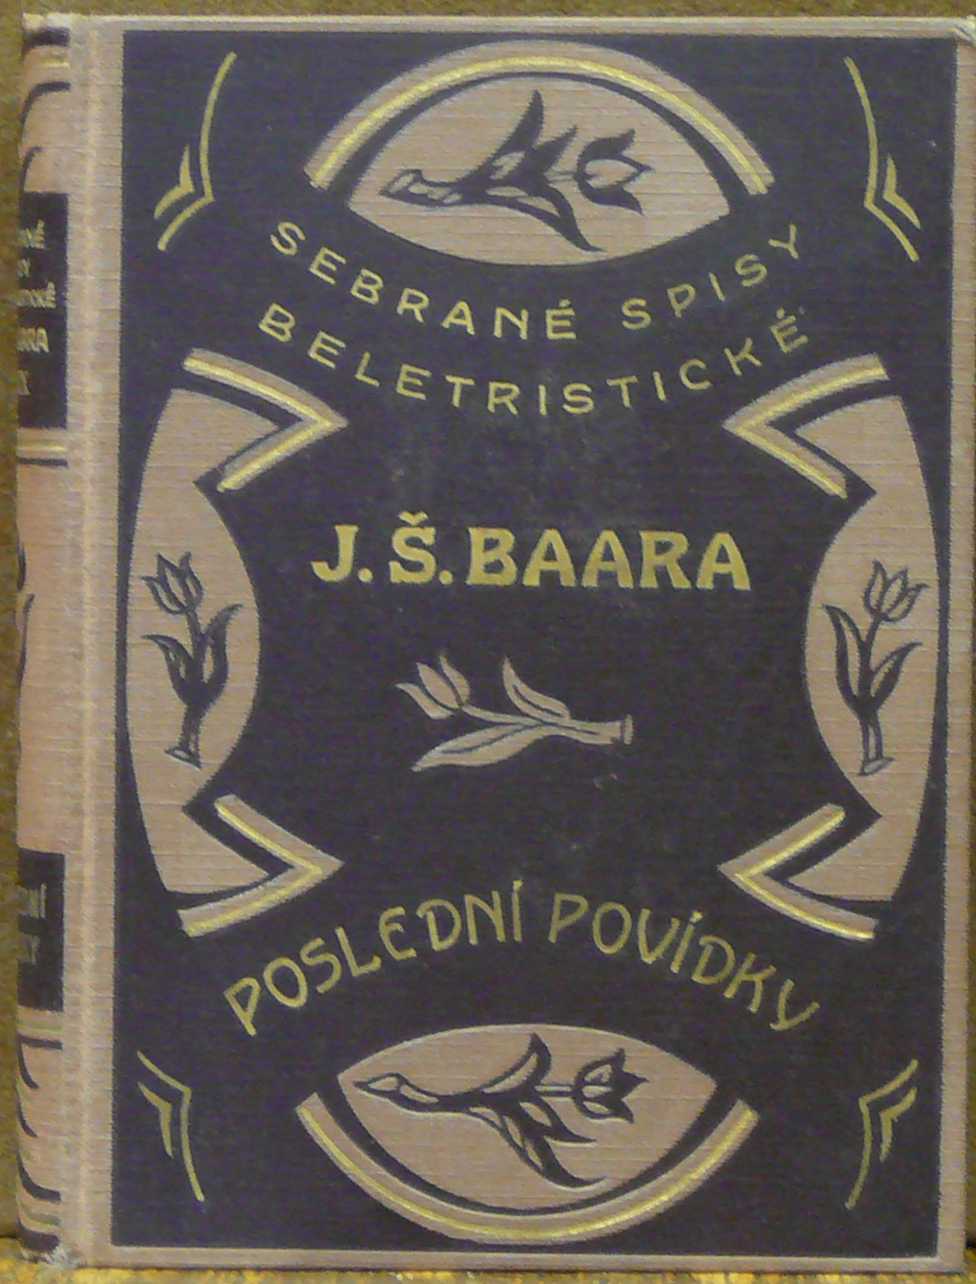 SEBRANÉ SPISY
BELETRISTICKÉ
J.Š.BAARA
POSLEDNÍ POVÍDKY